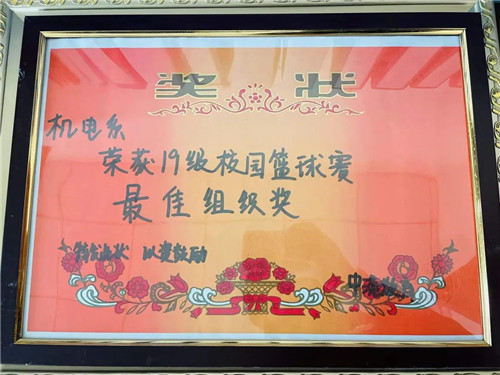 奖状
机电系
荣获19级校园篮球赛
最佳组织奖
特发此状 以资鼓励